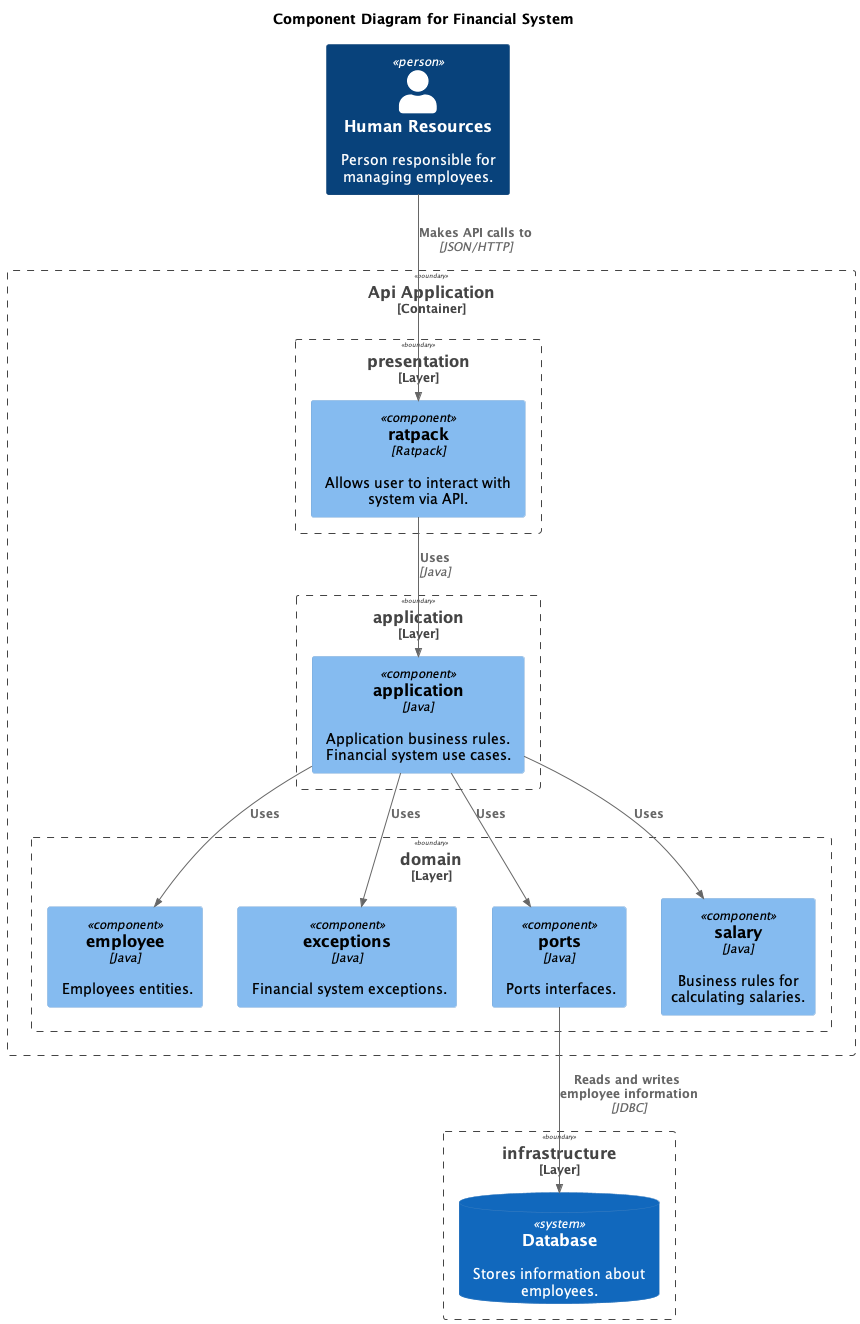 Component Diagram for Financial System
«person»
Human Resources
Person responsible for
managing employees.
Makes API calls to
[JSON/HTTP]
«boundary»
Api Application
[Container]
«boundary»
presentation
[Layer]
«component»
ratpack
[Ratpack]
Allows user to interact with
system via API.
Uses
[Java]
«boundary»
application
[Layer]
«component»
application
[Java]
Application business rules.
Financial system use cases.
Uses
Uses
Uses
Uses
«boundary»
domain
[Layer]
«component»
employee
[Java]
Employees entities.
«component»
exceptions
[Java]
Financial system exceptions.
«component»
ports
[Java]
Ports interfaces.
«component»
salary
[Java]
Business rules for
calculating salaries.
Reads and writes
employee information
[JDBC]
«boundary»
infrastructure
[Layer]
«system»
Database
Stores information about
employees.